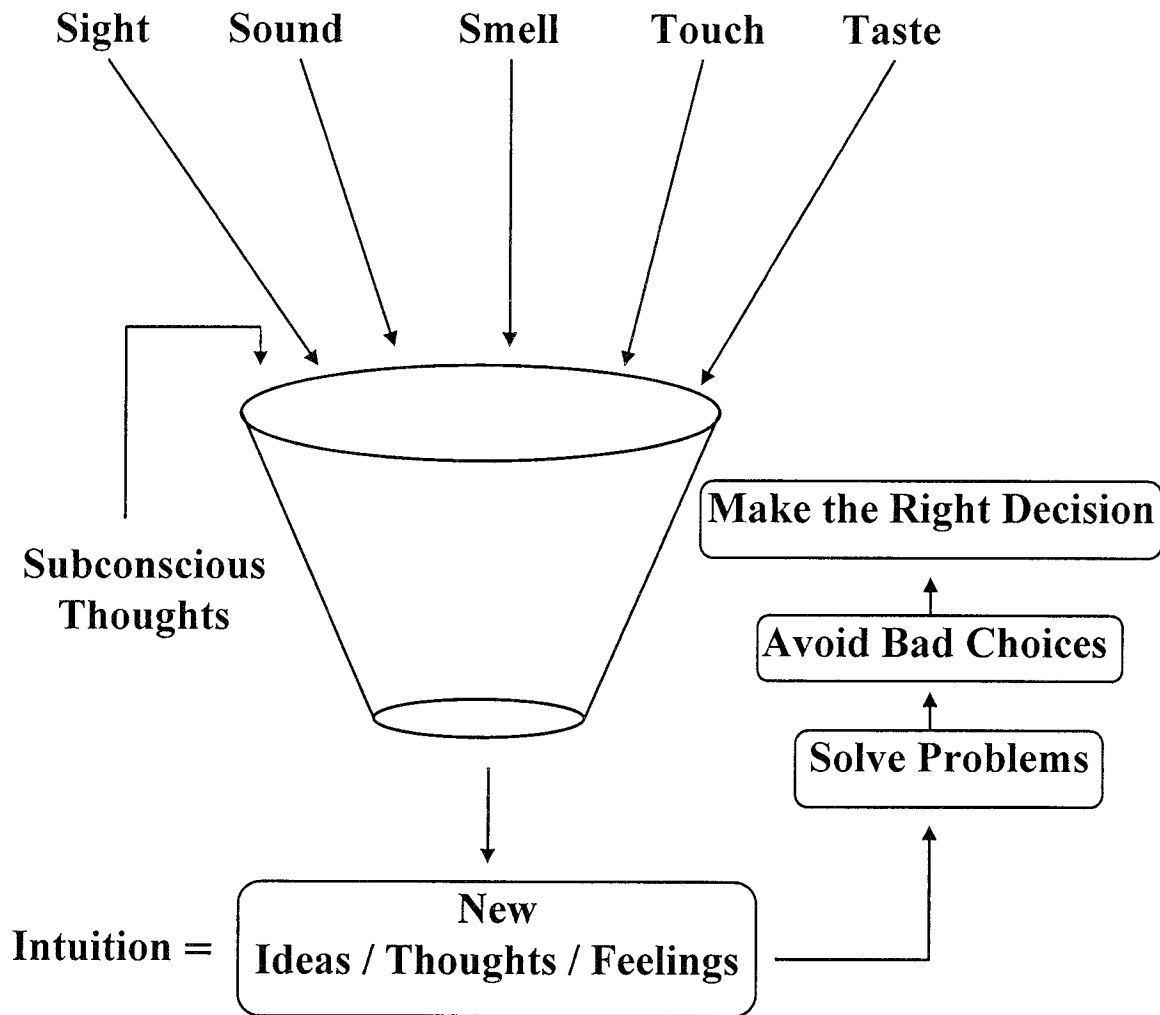 Sight Sound Smell Touch Taste
Subconscious
Thoughts
Make the Right Decision
Avoid Bad Choices
Solve Problems
Intuition =
New
Ideas / Thoughts / Feelings